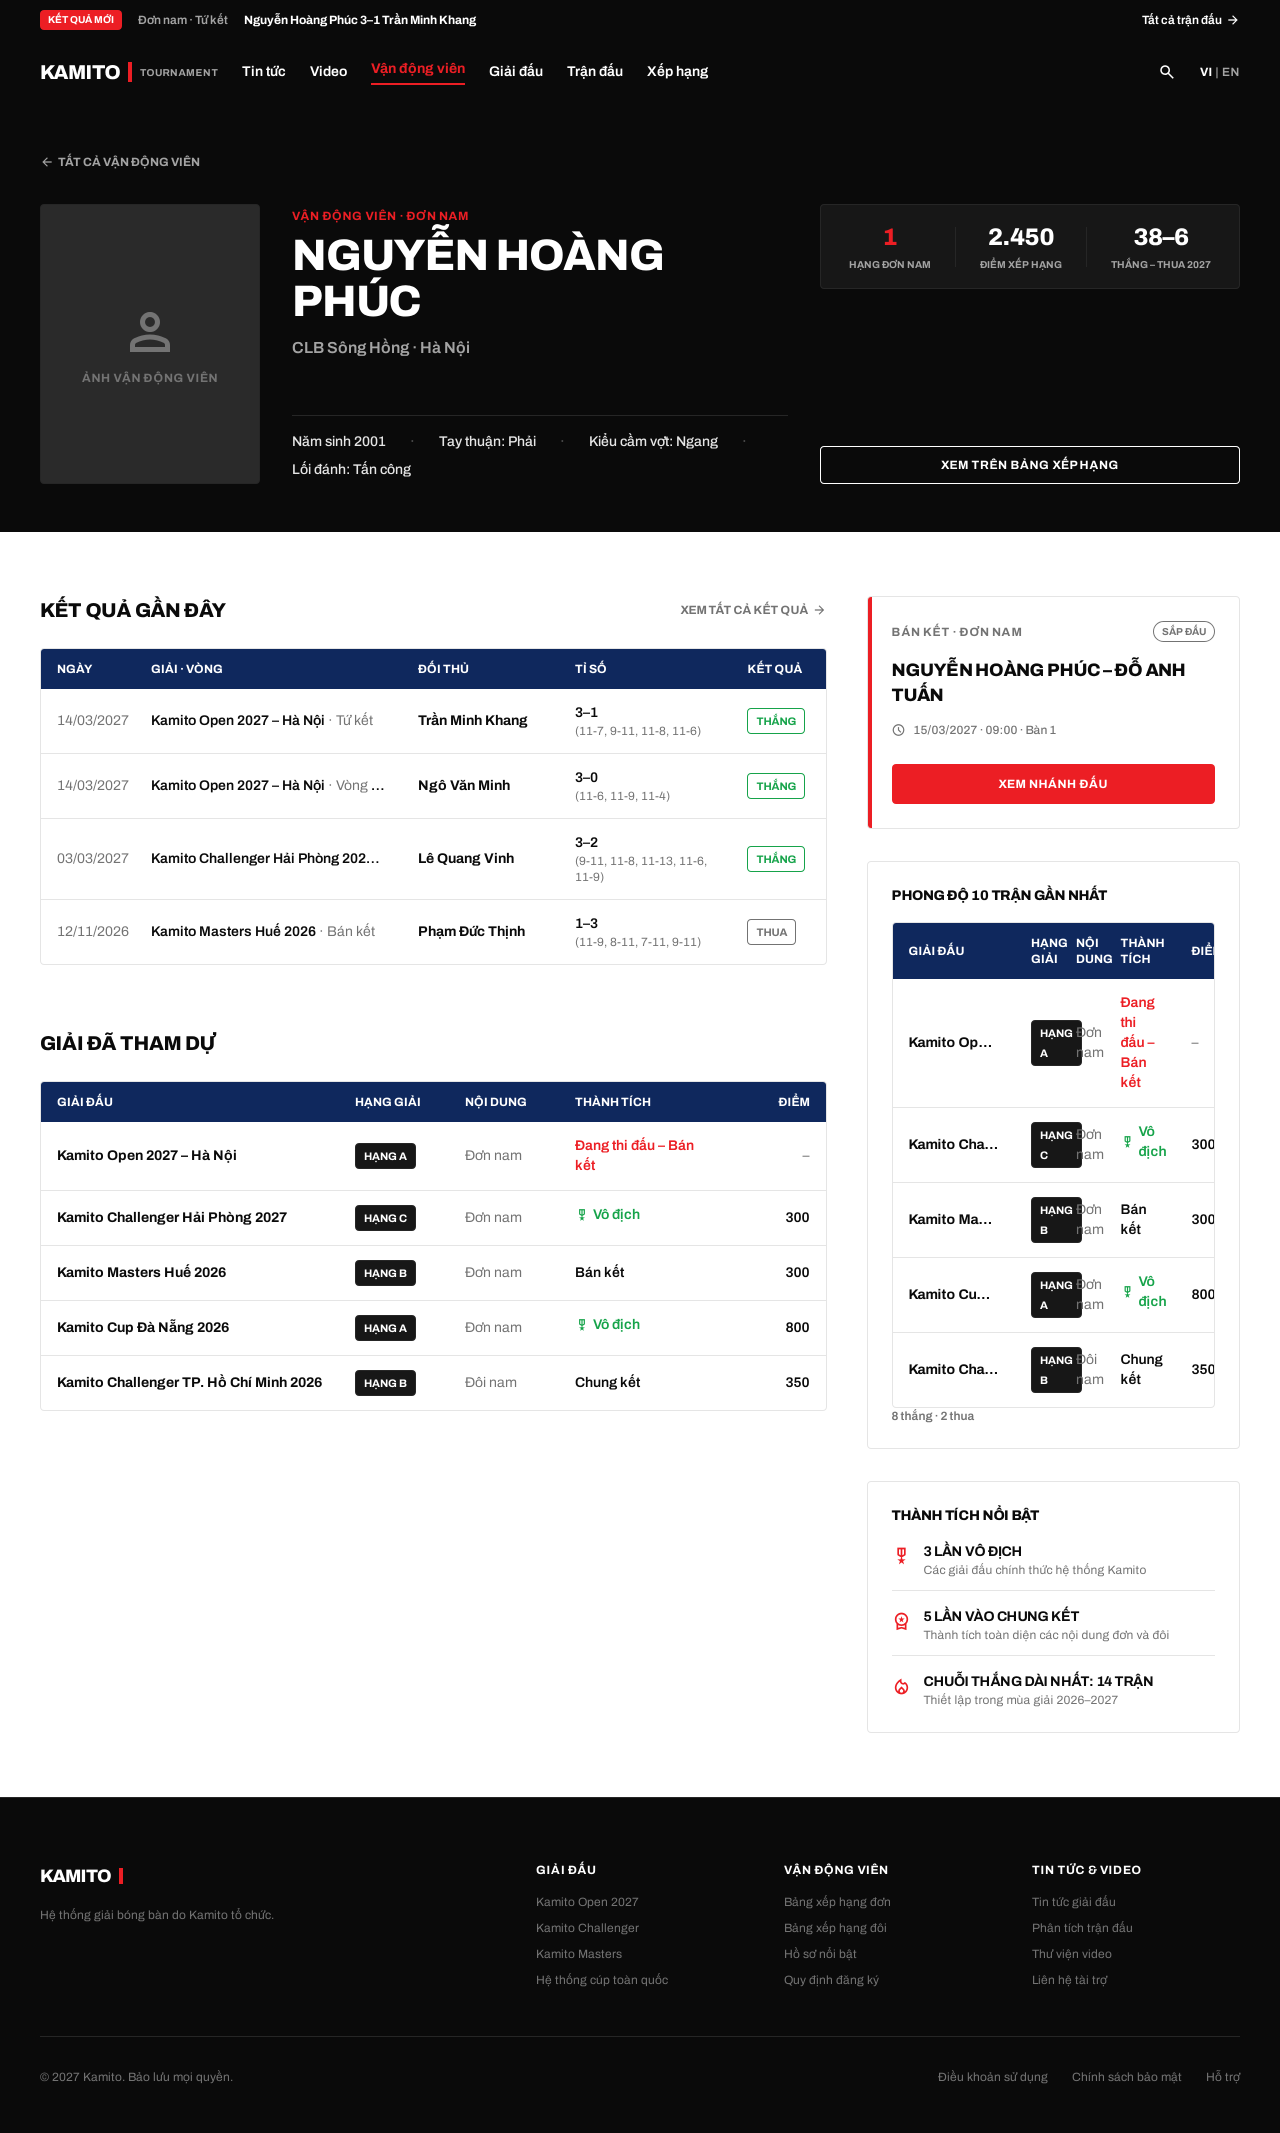 KẾT QUẢ MỚI Đơn nam · Tứ kết Nguyễn Hoàng Phúc 3–1 Trần Minh Khang Tất cả trận đấu →
KAMITO TOURNAMENT Tin tức Video Vận động viên Giải đấu Trận đấu Xếp hạng VI | EN
← TẤT CẢ VẬN ĐỘNG VIÊN
ẢNH VẬN ĐỘNG VIÊN
VẬN ĐỘNG VIÊN · ĐƠN NAM
NGUYỄN HOÀNG
PHÚC
CLB Sông Hồng · Hà Nội
Năm sinh 2001 · Tay thuận: Phải · Kiểu cầm vợt: Ngang ·
Lối đánh: Tấn công
1 2.450 38–6
HẠNG ĐƠN NAM ĐIỂM XẾP HẠNG THẮNG – THUA 2027
XEM TRÊN BẢNG XẾP HẠNG
KẾT QUẢ GẦN ĐÂY XEM TẤT CẢ KẾT QUẢ →
NGÀY GIẢI · VÒNG ĐỐI THỦ TỈ SỐ KẾT QUẢ
14/03/2027 Kamito Open 2027 – Hà Nội · Tứ kết Trần Minh Khang 3–1 THẮNG
(11-7, 9-11, 11-8, 11-6)
14/03/2027 Kamito Open 2027 – Hà Nội · Vòng ... Ngô Văn Minh 3–0 THẮNG
(11-6, 11-9, 11-4)
03/03/2027 Kamito Challenger Hải Phòng 202... Lê Quang Vinh 3–2 THẮNG
(9-11, 11-8, 11-13, 11-6,
11-9)
12/11/2026 Kamito Masters Huế 2026 · Bán kết Phạm Đức Thịnh 1–3 THUA
(11-9, 8-11, 7-11, 9-11)
GIẢI ĐÃ THAM DỰ
GIẢI ĐẤU HẠNG GIẢI NỘI DUNG THÀNH TÍCH ĐIỂM
Kamito Open 2027 – Hà Nội HẠNG A Đơn nam Đang thi đấu – Bán
kết –
Kamito Challenger Hải Phòng 2027 HẠNG C Đơn nam Vô địch 300
Kamito Masters Huế 2026 HẠNG B Đơn nam Bán kết 300
Kamito Cup Đà Nẵng 2026 HẠNG A Đơn nam Vô địch 800
Kamito Challenger TP. Hồ Chí Minh 2026 HẠNG B Đôi nam Chung kết 350
BÁN KẾT · ĐƠN NAM SẮP ĐẤU
NGUYỄN HOÀNG PHÚC – ĐỖ ANH
TUẤN
15/03/2027 · 09:00 · Bàn 1
XEM NHÁNH ĐẤU
PHONG ĐỘ 10 TRẬN GẦN NHẤT
GIẢI ĐẤU HẠNG NỘI THÀNH
GIẢI DUNG TÍCH
Kamito Op... HẠNG A Đơn nam Đang thi đấu – Bán kết –
Kamito Cha... HẠNG C Đơn nam Vô địch 300
Kamito Ma... HẠNG B Đơn nam Bán kết 300
Kamito Cu... HẠNG A Đơn nam Vô địch 800
Kamito Cha... HẠNG B Đôi nam Chung kết 350
8 thắng · 2 thua
THÀNH TÍCH NỔI BẬT
3 LẦN VÔ ĐỊCH
Các giải đấu chính thức hệ thống Kamito
5 LẦN VÀO CHUNG KẾT
Thành tích toàn diện các nội dung đơn và đôi
CHUỖI THẮNG DÀI NHẤT: 14 TRẬN
Thiết lập trong mùa giải 2026–2027
KAMITO
Hệ thống giải bóng bàn do Kamito tổ chức.
GIẢI ĐẤU
Kamito Open 2027
Kamito Challenger
Kamito Masters
Hệ thống cúp toàn quốc
VẬN ĐỘNG VIÊN
Bảng xếp hạng đơn
Bảng xếp hạng đôi
Hồ sơ nổi bật
Quy định đăng ký
TIN TỨC & VIDEO
Tin tức giải đấu
Phân tích trận đấu
Thư viện video
Liên hệ tài trợ
© 2027 Kamito. Bảo lưu mọi quyền. Điều khoản sử dụng Chính sách bảo mật Hỗ trợ